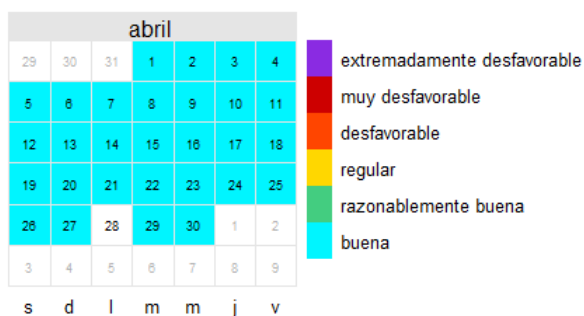 abril
29 30 31 1 2 3 4
5 6 7 8 9 10 11
12 13 14 15 16 17 18
19 20 21 22 23 24 25
26 27 28 29 30 1 2
3 4 5 6 7 8 9
s d l m m j v
extremadamente desfavorable
muy desfavorable
desfavorable
regular
razonablemente buena
buena